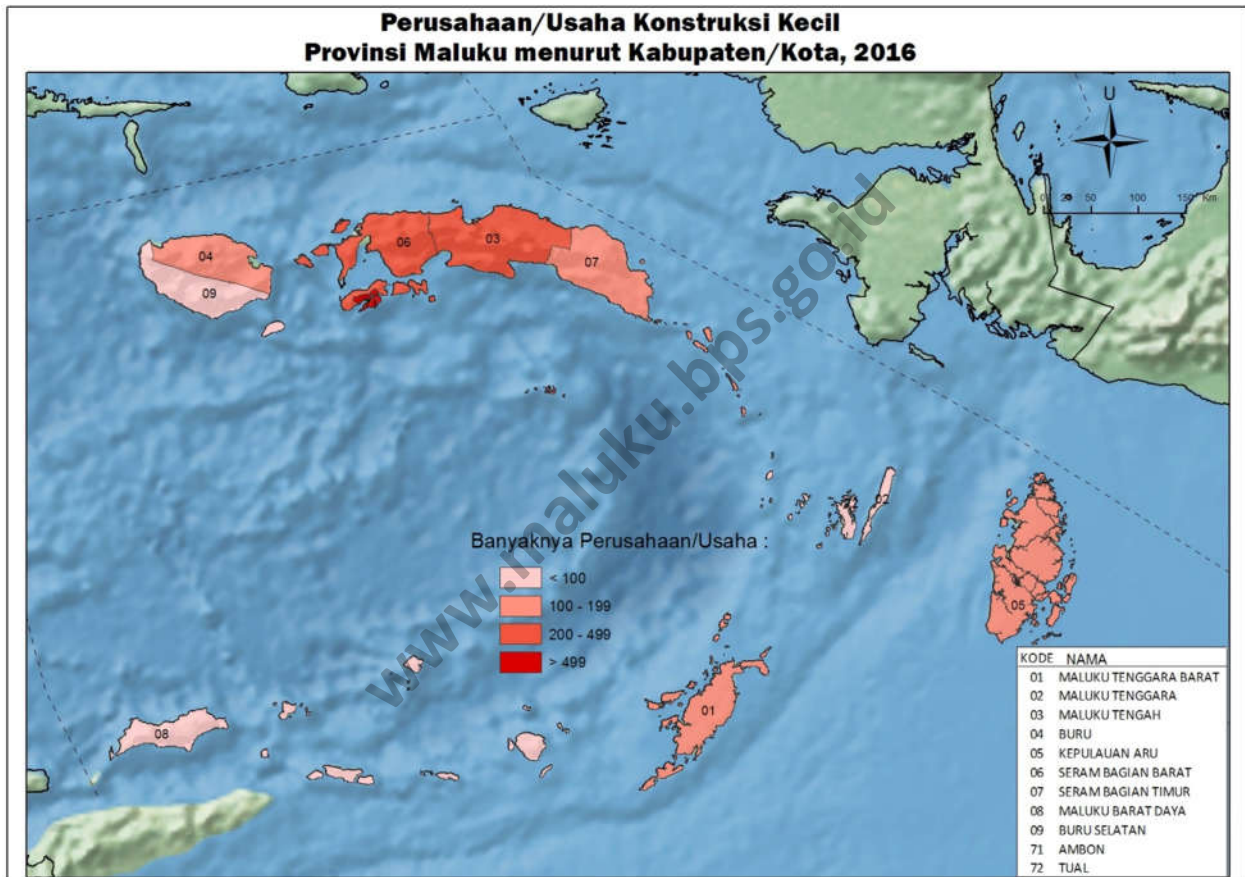 Perusahaan/Usaha Konstruksi Kecil
Provinsi Maluku menurut Kabupaten/Kota, 2016
U
0 20 50 100 150 Km
06
03
04
07
09
02
Banyaknya Perusahaan/Usaha :
< 100
100 - 199
200 - 499
> 499
05
01
08
www.maluku.bps.go.id
KODE NAMA
01 MALUKU TENGGARA BARAT
02 MALUKU TENGGARA
03 MALUKU TENGAH
04 BURU
05 KEPULAUAN ARU
06 SERAM BAGIAN BARAT
07 SERAM BAGIAN TIMUR
08 MALUKU BARAT DAYA
09 BURU SELATAN
71 AMBON
72 TUAL